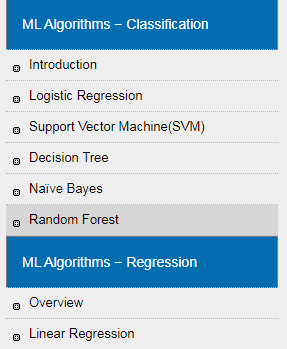 ML Algorithms – Classification
Introduction
Logistic Regression
Support Vector Machine(SVM)
Decision Tree
Naïve Bayes
Random Forest
ML Algorithms – Regression
Overview
Linear Regression